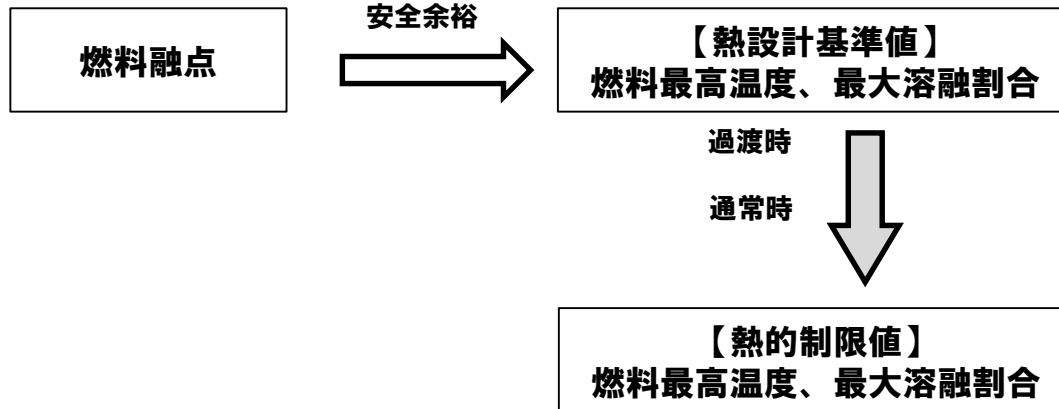 燃料融点
安全余裕
【熱設計基準値】
燃料最高温度、最大溶融割合
過渡時
通常時
【熱的制限値】
燃料最高温度、最大溶融割合